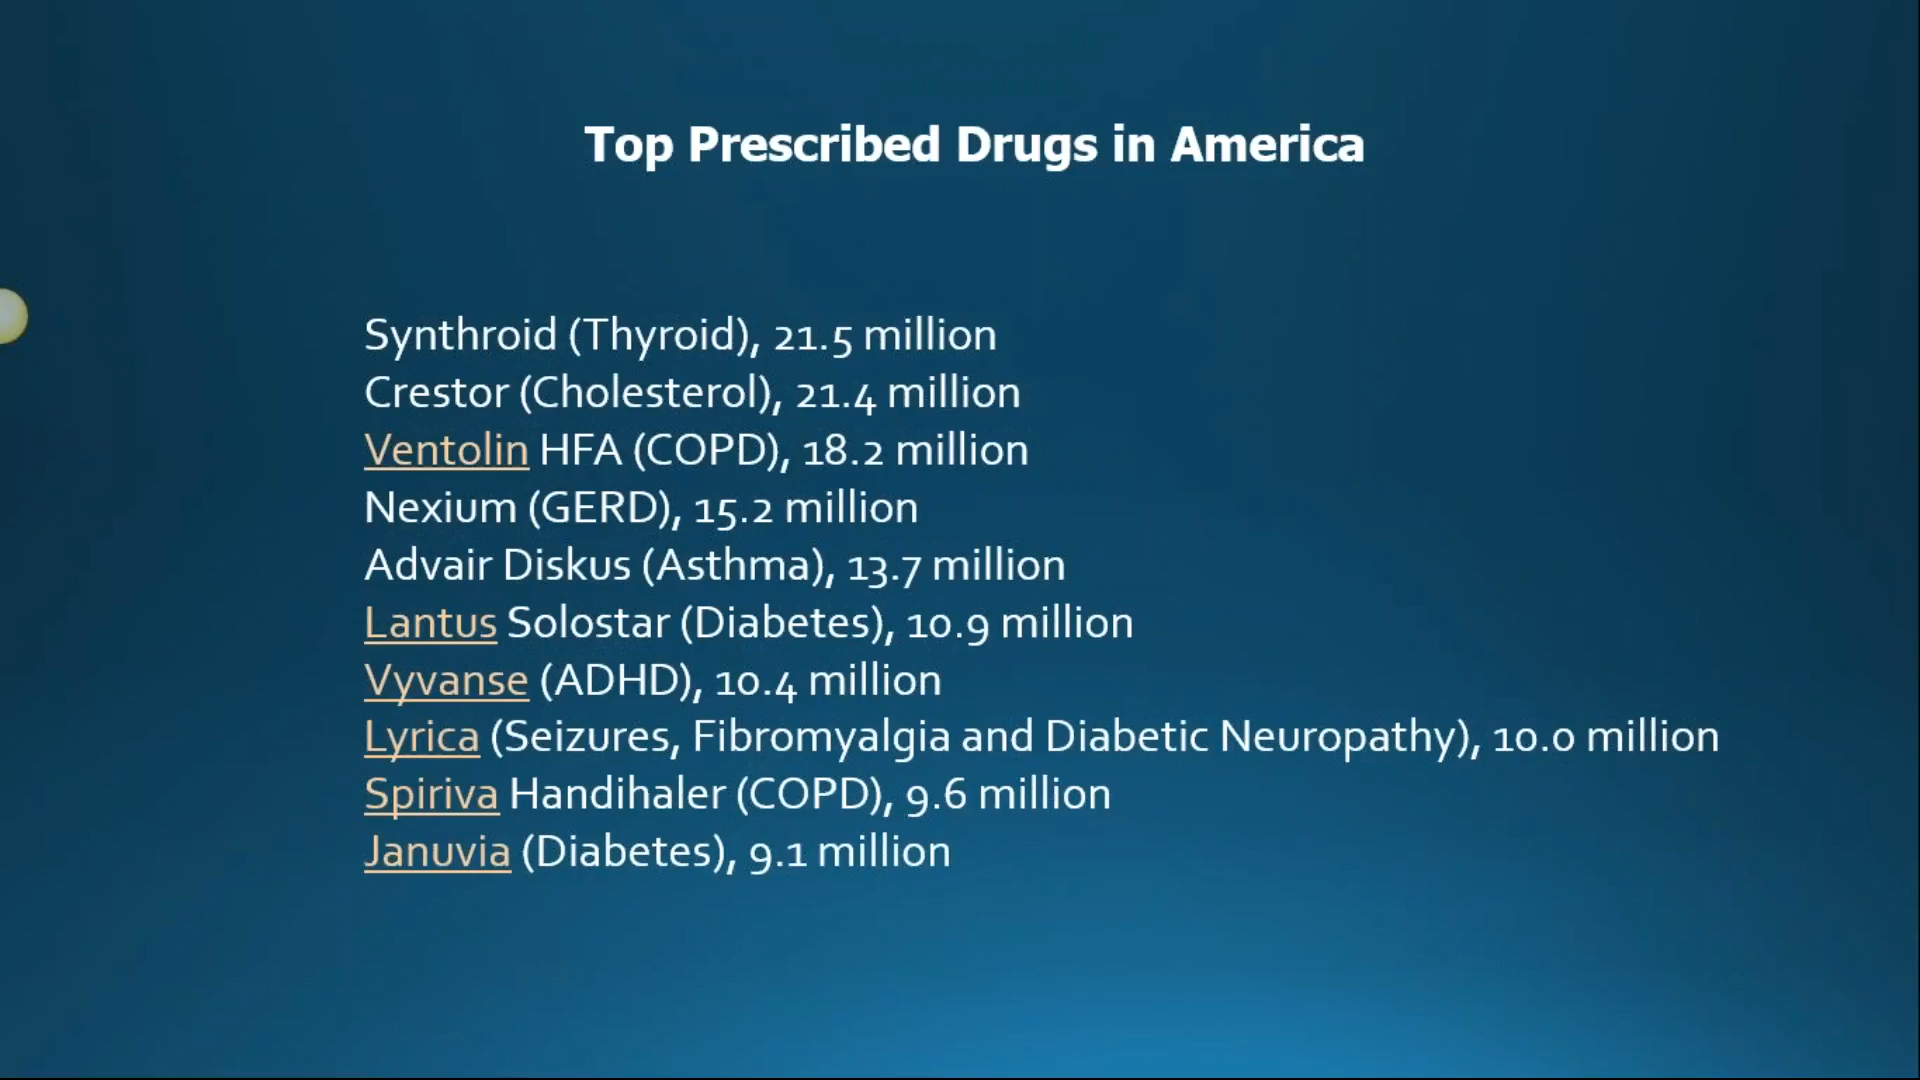 Top Prescribed Drugs in America
Synthroid (Thyroid), 21.5 million
Crestor (Cholesterol), 21.4 million
Ventolin HFA (COPD), 18.2 million
Nexium (GERD), 15.2 million
Advair Diskus (Asthma), 13.7 million
Lantus Solostar (Diabetes), 10.9 million
Vyvanse (ADHD), 10.4 million
Lyrica (Seizures, Fibromyalgia and Diabetic Neuropathy), 10.0 million
Spiriva Handihaler (COPD), 9.6 million
Januvia (Diabetes), 9.1 million